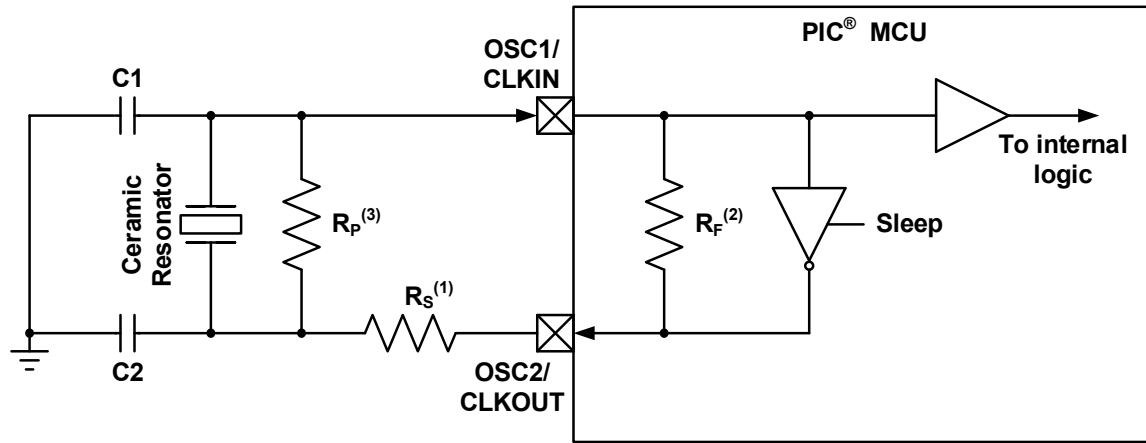 PIC® MCU
OSC1/
CLKIN
C1
To internal
logic
Ceramic
Resonator
RP(3)
RF(2)
Sleep
RS(1)
C2
OSC2/
CLKOUT